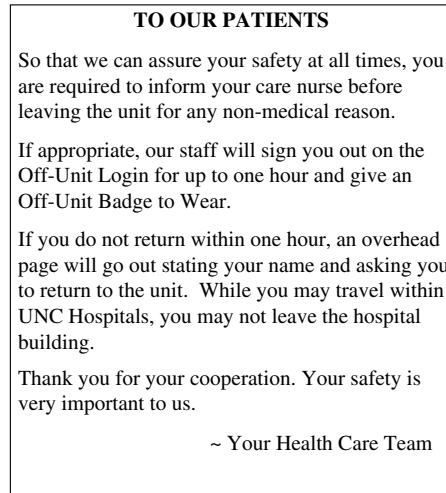 TO OUR PATIENTS
So that we can assure your safety at all times, you
are required to inform your care nurse before
leaving the unit for any non-medical reason.
If appropriate, our staff will sign you out on the
Off-Unit Login for up to one hour and give an
Off-Unit Badge to Wear.
If you do not return within one hour, an overhead
page will go out stating your name and asking you
to return to the unit.  While you may travel within
UNC Hospitals, you may not leave the hospital
building.
Thank you for your cooperation. Your safety is
very important to us.
~ Your Health Care Team